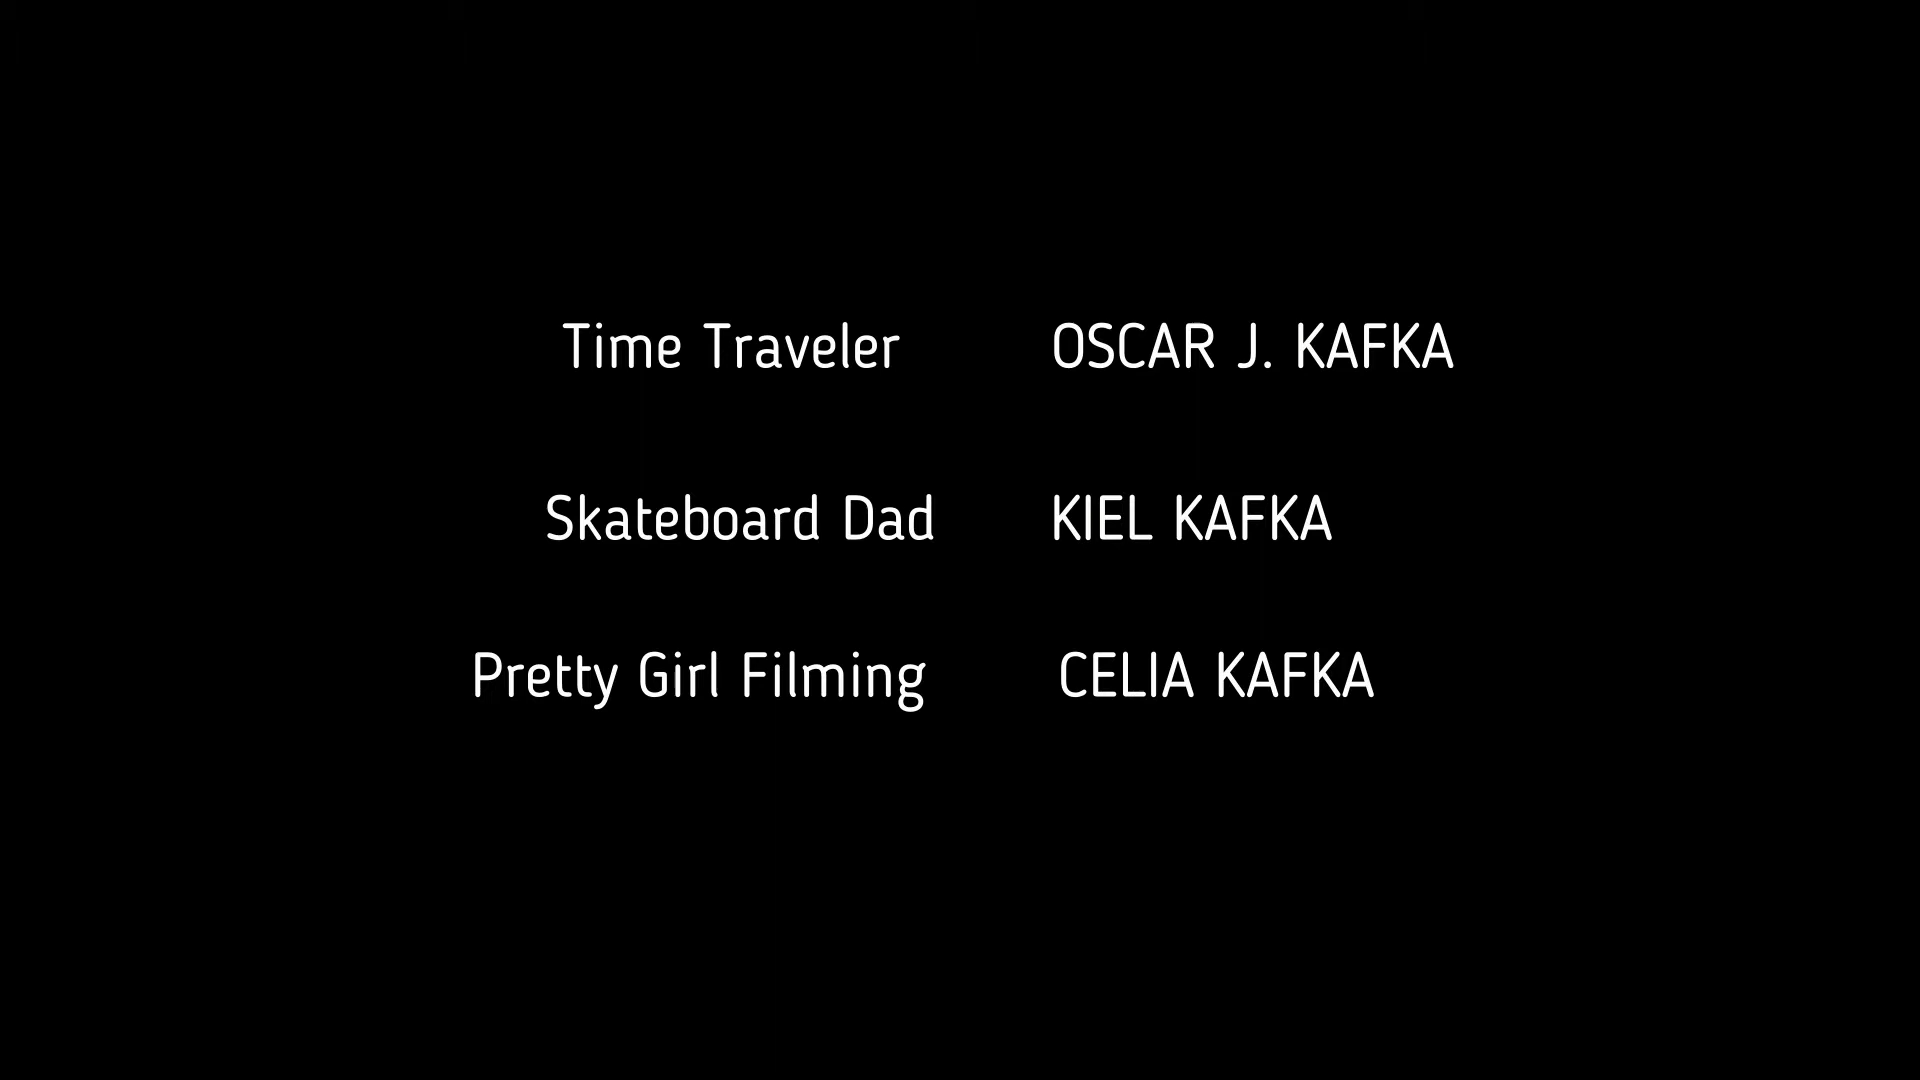 Time Traveler OSCAR J. KAFKA
Skateboard Dad KIEL KAFKA
Pretty Girl Filming CELIA KAFKA